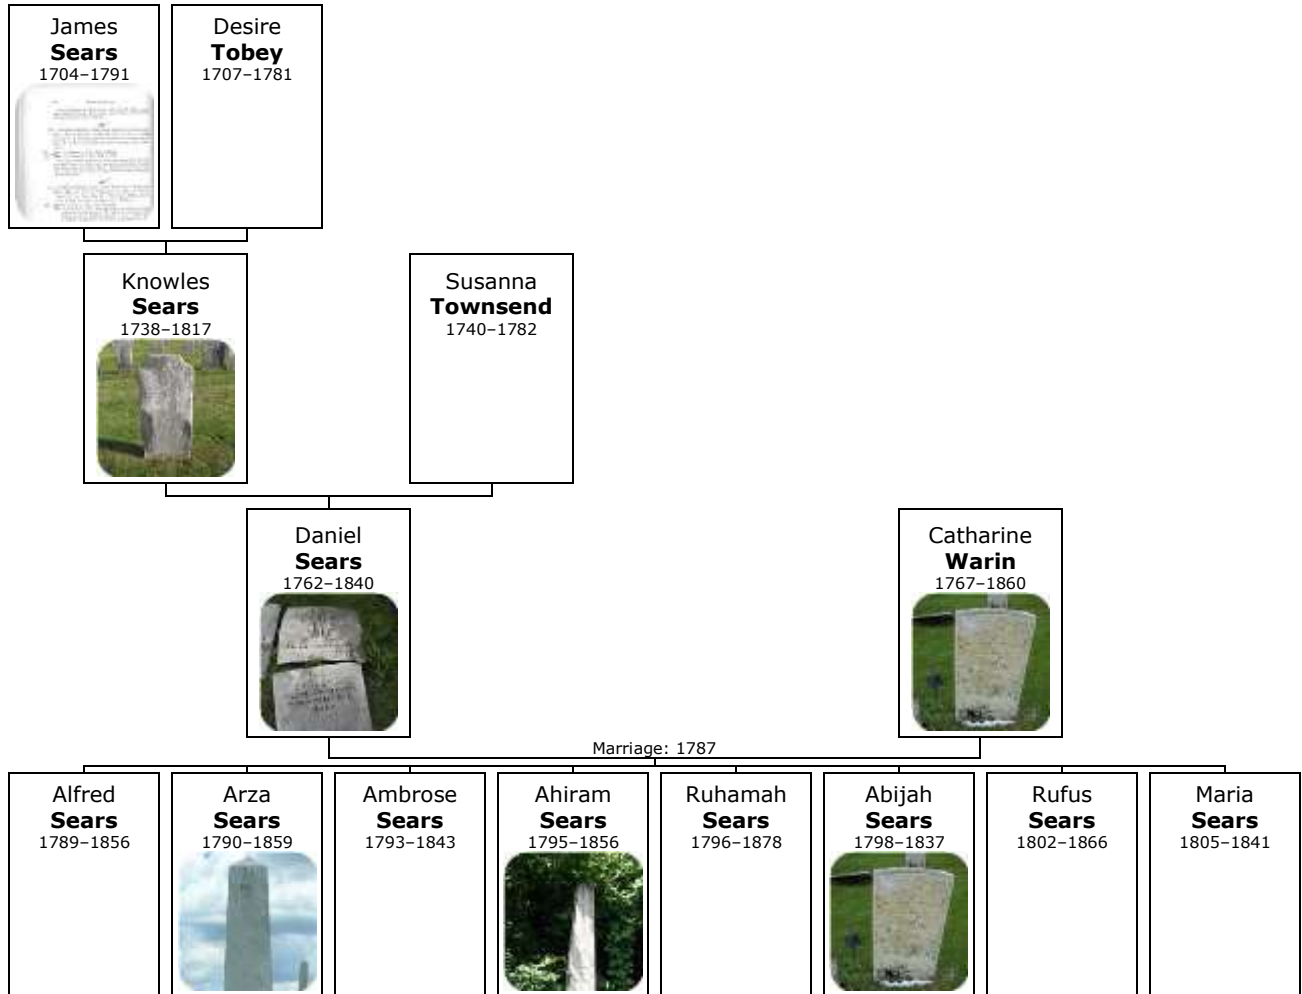 James
Sears
1704–1791
Desire
Tobey
1707–1781
Knowles
Sears
1738–1817
Susanna
Townsend
1740–1782
Daniel
Sears
1762–1840
Catharine
Warin
1767–1860
Marriage: 1787
Alfred
Sears
1789–1856
Arza
Sears
1790–1859
Ambrose
Sears
1793–1843
Ahiram
Sears
1795–1856
Ruhamah
Sears
1796–1878
Abijah
Sears
1798–1837
Rufus
Sears
1802–1866
Maria
Sears
1805–1841